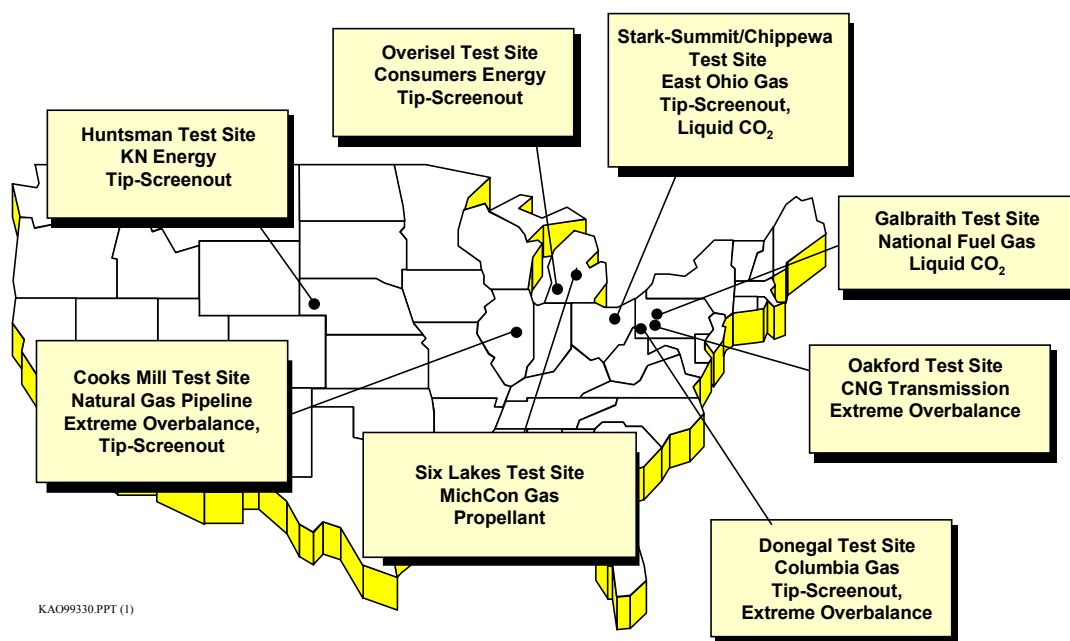 Overisel Test Site
Consumers Energy
Tip-Screenout
Stark-Summit/Chippewa
Test Site
East Ohio Gas
Tip-Screenout,
Liquid CO₂
Huntsman Test Site
KN Energy
Tip-Screenout
Galbraith Test Site
National Fuel Gas
Liquid CO₂
Cooks Mill Test Site
Natural Gas Pipeline
Extreme Overbalance,
Tip-Screenout
Oakford Test Site
CNG Transmission
Extreme Overbalance
Six Lakes Test Site
MichCon Gas
Propellant
Donegal Test Site
Columbia Gas
Tip-Screenout,
Extreme Overbalance
KAO99330.PPT (1)